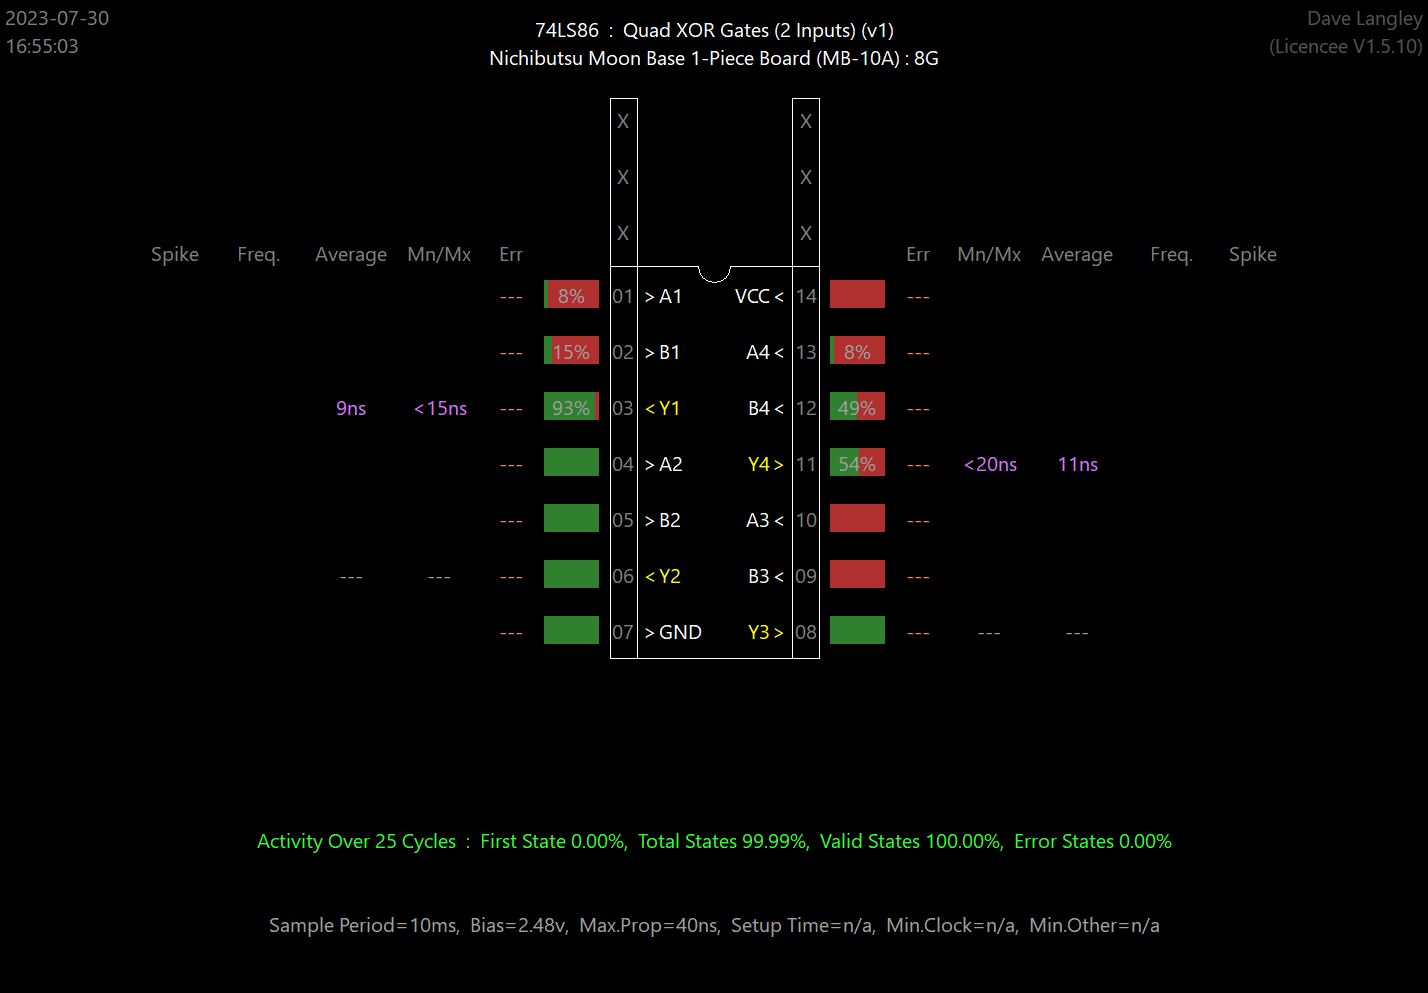 2023-07-30
16:55:03
74LS86 : Quad XOR Gates (2 Inputs) (v1)
Nichibutsu Moon Base 1-Piece Board (MB-10A) : 8G
Dave Langley
(Licencee V1.5.10)
X X
X X
X X
Spike Freq. Average Mn/Mx Err Err Mn/Mx Average Freq. Spike
--- 8% 01 > A1 VCC < 14 ---
--- 15% 02 > B1 A4 < 13 8% ---
9ns <15ns --- 93% 03 < Y1 B4 < 12 49% ---
--- 04 > A2 Y4 > 11 54% --- <20ns 11ns
--- 05 > B2 A3 < 10 ---
--- --- --- 06 < Y2 B3 < 09 ---
--- 07 > GND Y3 > 08 --- --- ---
Activity Over 25 Cycles : First State 0.00%, Total States 99.99%, Valid States 100.00%, Error States 0.00%
Sample Period=10ms, Bias=2.48v, Max.Prop=40ns, Setup Time=n/a, Min.Clock=n/a, Min.Other=n/a